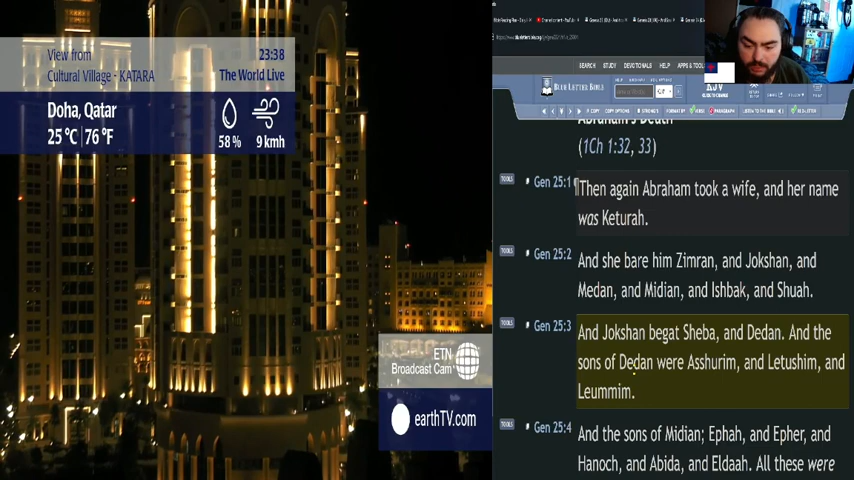 View from
Cultural Village - KATARA
23:38
The World Live
Doha, Qatar
25 °C | 76 °F
58 %
9 kmh
ETN
Broadcast Cam
earthTV.com
SEARCH STUDY DEVOTIONALS HELP APPS & TOOLS
BLUE LETTER BIBLE
Abraham's Death
(1Ch 1:32, 33)
TOOLS Gen 25:1 ¶Then again Abraham took a wife, and her name
was Keturah.
TOOLS Gen 25:2 And she bare him Zimran, and Jokshan, and
Medan, and Midian, and Ishbak, and Shuah.
TOOLS Gen 25:3 And Jokshan begat Sheba, and Dedan. And the
sons of Dedan were Asshurim, and Letushim, and
Leummim.
TOOLS Gen 25:4 And the sons of Midian; Ephah, and Epher, and
Hanoch, and Abida, and Eldaah. All these were